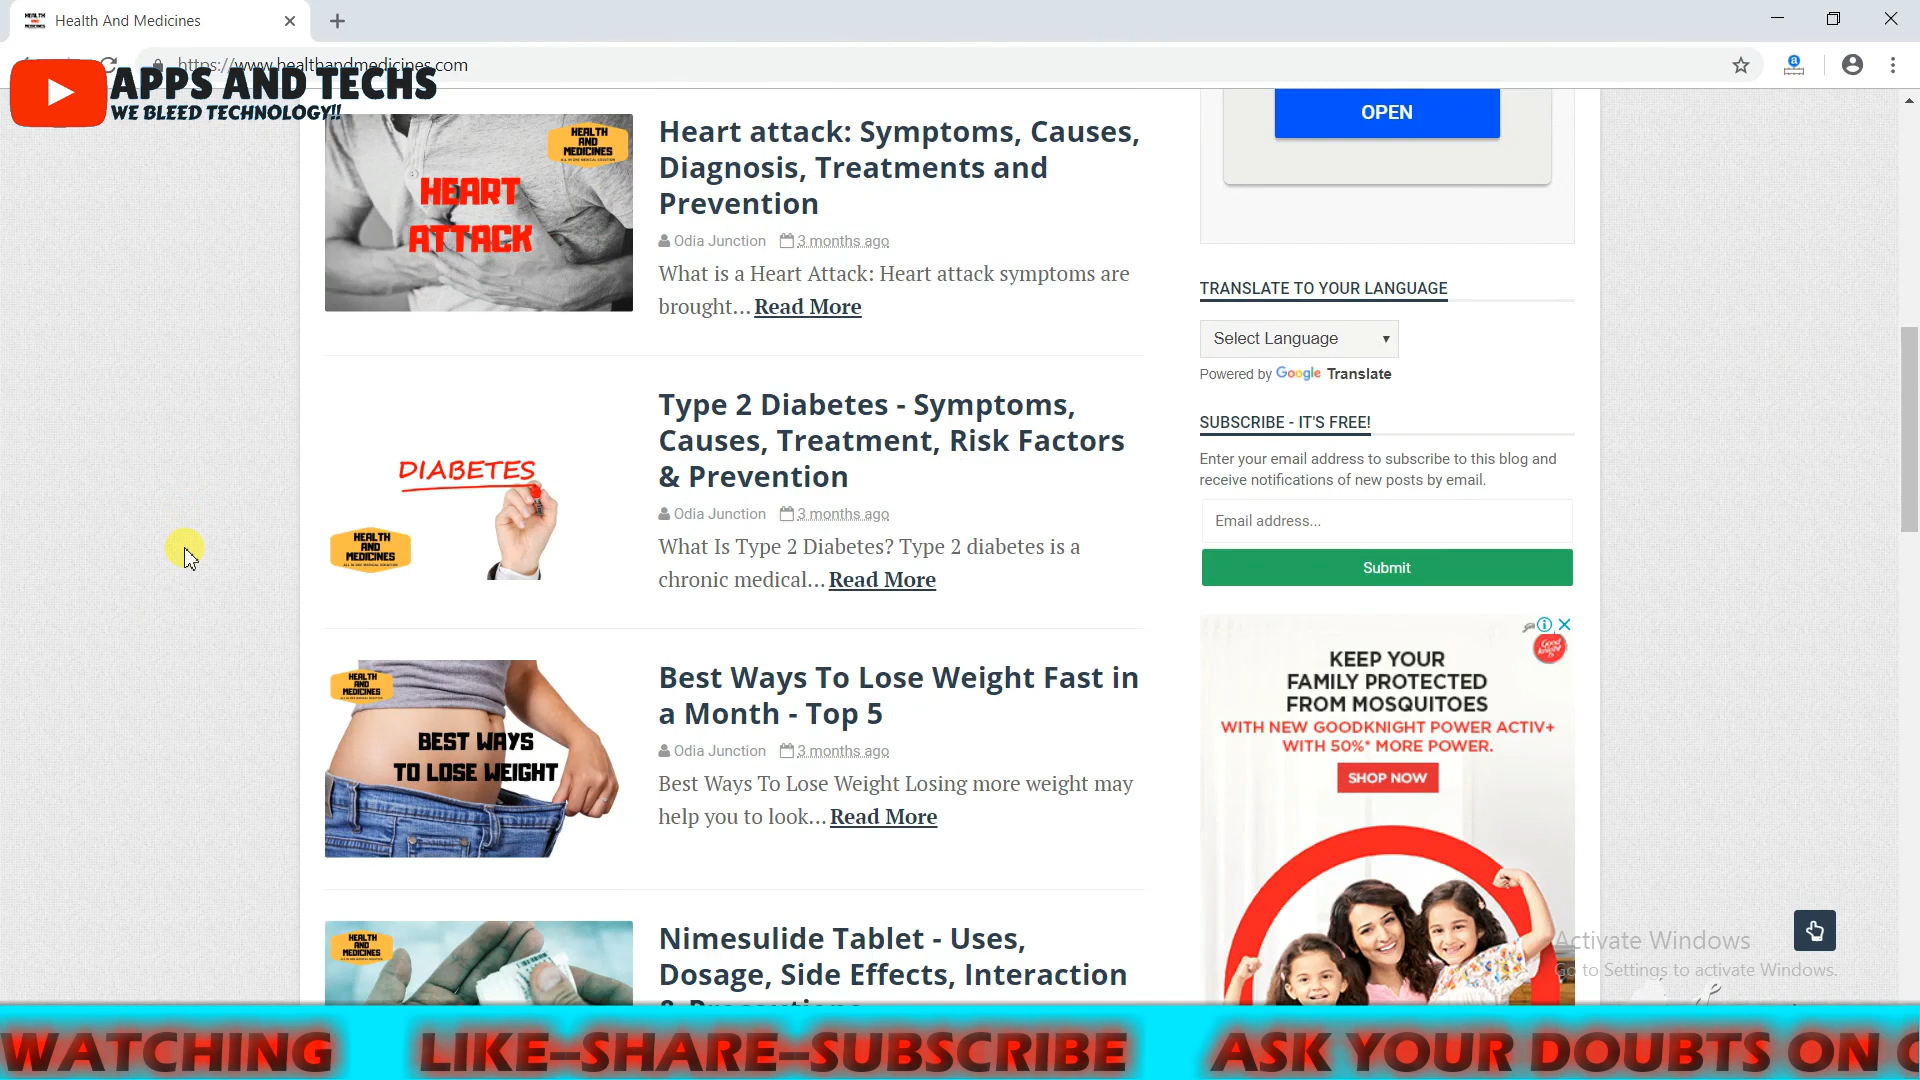 Health And Medicines
https://www.healthandmedicines.com
APPS AND TECHS
WE BLEED TECHNOLOGY!!
HEALTH
AND
MEDICINES
HEART
ATTACK
Heart attack: Symptoms, Causes,
Diagnosis, Treatments and
Prevention
Odia Junction 3 months ago
What is a Heart Attack: Heart attack symptoms are
brought... Read More
DIABETES
HEALTH
AND
MEDICINES
Type 2 Diabetes - Symptoms,
Causes, Treatment, Risk Factors
& Prevention
Odia Junction 3 months ago
What Is Type 2 Diabetes? Type 2 diabetes is a
chronic medical... Read More
HEALTH
AND
MEDICINES
BEST WAYS
TO LOSE WEIGHT
Best Ways To Lose Weight Fast in
a Month - Top 5
Odia Junction 3 months ago
Best Ways To Lose Weight Losing more weight may
help you to look... Read More
HEALTH
AND
MEDICINES
Nimesulide Tablet - Uses,
Dosage, Side Effects, Interaction
OPEN
TRANSLATE TO YOUR LANGUAGE
Select Language
Powered by Google Translate
SUBSCRIBE - IT'S FREE!
Enter your email address to subscribe to this blog and
receive notifications of new posts by email.
Email address...
Submit
Good knight
KEEP YOUR
FAMILY PROTECTED
FROM MOSQUITOES
WITH NEW GOODKNIGHT POWER ACTIV+
WITH 50%* MORE POWER.
SHOP NOW
Activate Windows
Go to Settings to activate Windows.
WATCHING LIKE–SHARE–SUBSCRIBE ASK YOUR DOUBTS ON